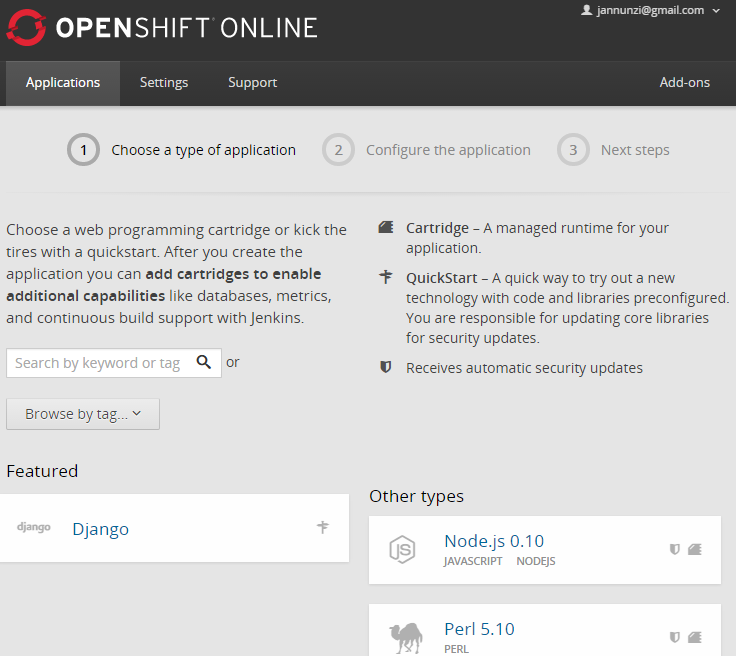 OPENSHIFT ONLINE
jannunzi@gmail.com
Applications Settings Support Add-ons
1 Choose a type of application 2 Configure the application 3 Next steps
Choose a web programming cartridge or kick the
tires with a quickstart. After you create the
application you can add cartridges to enable
additional capabilities like databases, metrics,
and continuous build support with Jenkins.
Search by keyword or tag or
Browse by tag...
Cartridge – A managed runtime for your
application.
QuickStart – A quick way to try out a new
technology with code and libraries preconfigured.
You are responsible for updating core libraries
for security updates.
Receives automatic security updates
Featured
django Django
Other types
JS Node.js 0.10
JAVASCRIPT NODEJS
Perl 5.10
PERL